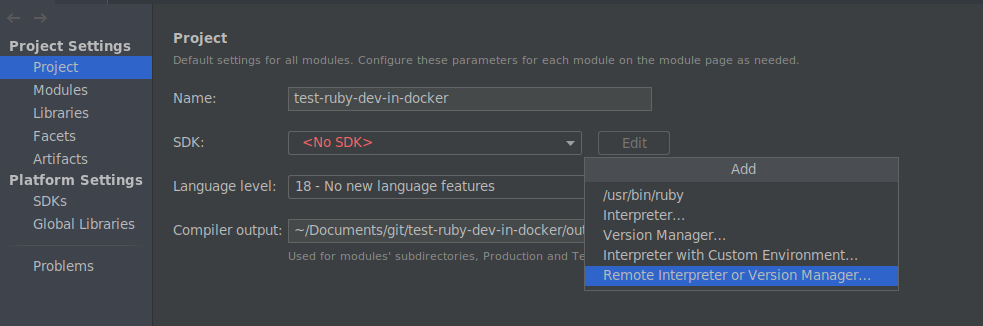 Project Settings
Project
Modules
Libraries
Facets
Artifacts
Platform Settings
SDKs
Global Libraries
Problems
Project
Default settings for all modules. Configure these parameters for each module on the module page as needed.
Name: test-ruby-dev-in-docker
SDK: <No SDK> Edit
Language level: 18 - No new language features
Compiler output: ~/Documents/git/test-ruby-dev-in-docker/out
Used for modules' subdirectories, Production and Te
Add
/usr/bin/ruby
Interpreter...
Version Manager...
Interpreter with Custom Environment...
Remote Interpreter or Version Manager...